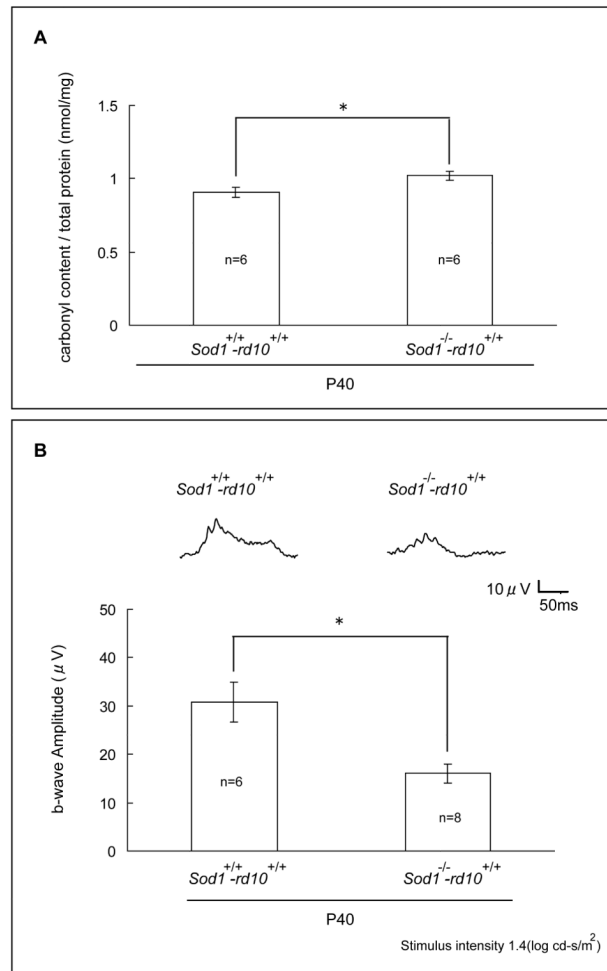 A
carbonyl content / total protein (nmol/mg)
1.5
1
0.5
0
*
n=6
n=6
Sod1+/+-rd10+/+
Sod1-/--rd10+/+
P40
B
Sod1+/+-rd10+/+
Sod1-/--rd10+/+
10 μV
50ms
b-wave Amplitude (μV)
50
40
30
20
10
0
*
n=6
n=8
Sod1+/+-rd10+/+
Sod1-/--rd10+/+
P40
Stimulus intensity 1.4(log cd-s/m2)